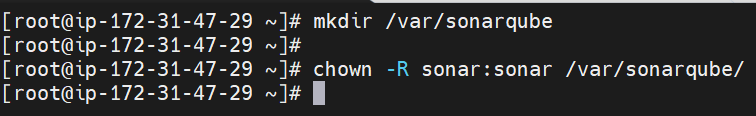 [root@ip-172-31-47-29 ~]# mkdir /var/sonarqube
[root@ip-172-31-47-29 ~]#
[root@ip-172-31-47-29 ~]# chown -R sonar:sonar /var/sonarqube/
[root@ip-172-31-47-29 ~]#